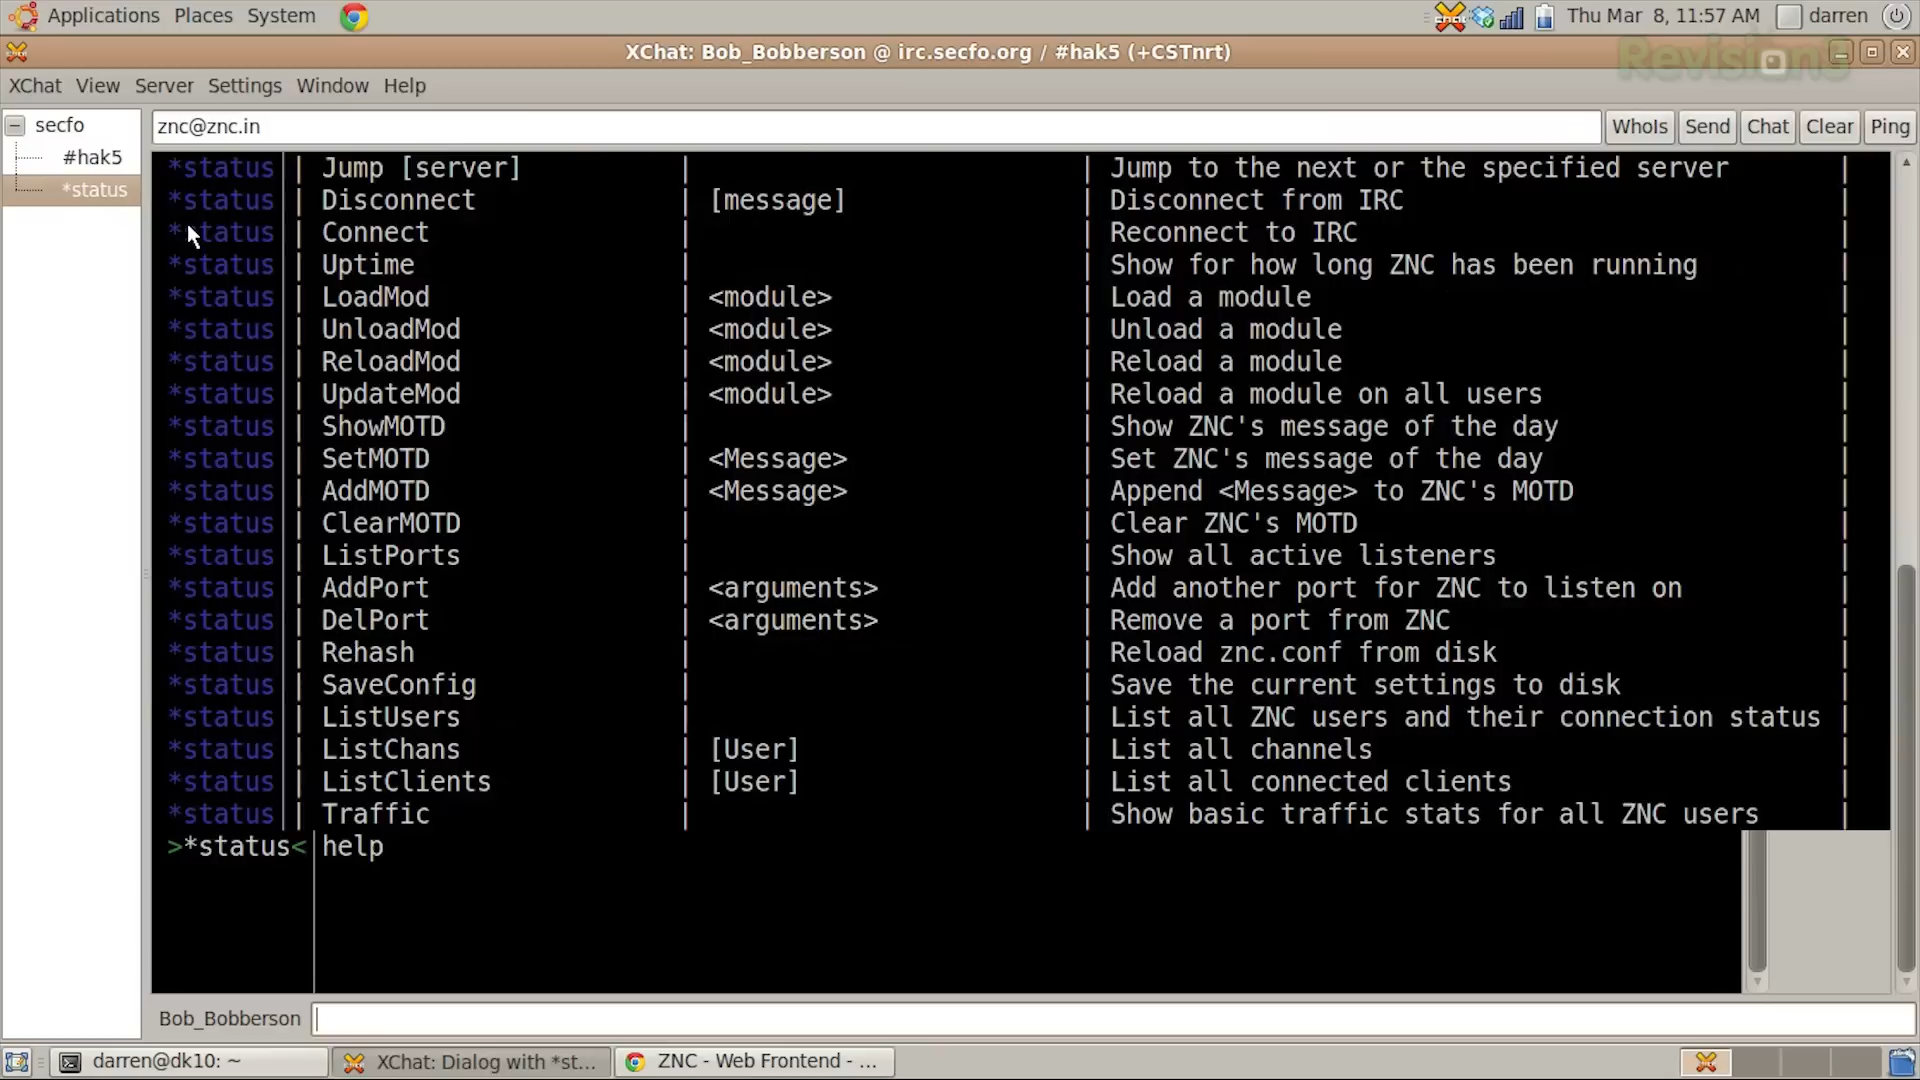 Applications Places System
Thu Mar 8, 11:57 AM darren
XChat: Bob_Bobberson @ irc.secfo.org / #hak5 (+CSTnrt)
Revision3
XChat View Server Settings Window Help
secfo
#hak5
*status
znc@znc.in
WhoIs Send Chat Clear Ping
*status | Jump [server] | | Jump to the next or the specified server |
*status | Disconnect | [message] | Disconnect from IRC |
*status | Connect | | Reconnect to IRC |
*status | Uptime | | Show for how long ZNC has been running |
*status | LoadMod | <module> | Load a module |
*status | UnloadMod | <module> | Unload a module |
*status | ReloadMod | <module> | Reload a module |
*status | UpdateMod | <module> | Reload a module on all users |
*status | ShowMOTD | | Show ZNC's message of the day |
*status | SetMOTD | <Message> | Set ZNC's message of the day |
*status | AddMOTD | <Message> | Append <Message> to ZNC's MOTD |
*status | ClearMOTD | | Clear ZNC's MOTD |
*status | ListPorts | | Show all active listeners |
*status | AddPort | <arguments> | Add another port for ZNC to listen on |
*status | DelPort | <arguments> | Remove a port from ZNC |
*status | Rehash | | Reload znc.conf from disk |
*status | SaveConfig | | Save the current settings to disk |
*status | ListUsers | | List all ZNC users and their connection status |
*status | ListChans | [User] | List all channels |
*status | ListClients | [User] | List all connected clients |
*status | Traffic | | Show basic traffic stats for all ZNC users |
>*status< help
Bob_Bobberson
darren@dk10: ~
XChat: Dialog with *st...
ZNC - Web Frontend - ...